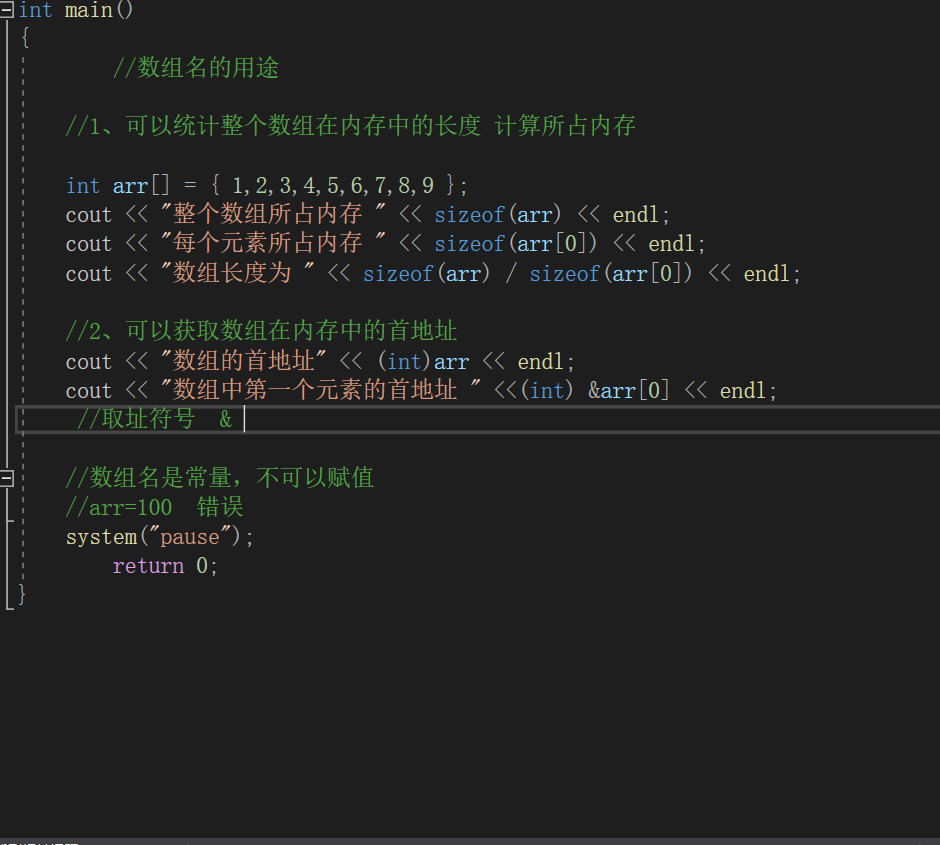 int main()
{
//数组名的用途
//1、可以统计整个数组在内存中的长度 计算所占内存
int arr[] = { 1,2,3,4,5,6,7,8,9 };
cout << "整个数组所占内存 " << sizeof(arr) << endl;
cout << "每个元素所占内存 " << sizeof(arr[0]) << endl;
cout << "数组长度为 " << sizeof(arr) / sizeof(arr[0]) << endl;
//2、可以获取数组在内存中的首地址
cout << "数组的首地址" << (int)arr << endl;
cout << "数组中第一个元素的首地址 " <<(int) &arr[0] << endl;
//取址符号  &
//数组名是常量，不可以赋值
//arr=100  错误
system("pause");
return 0;
}